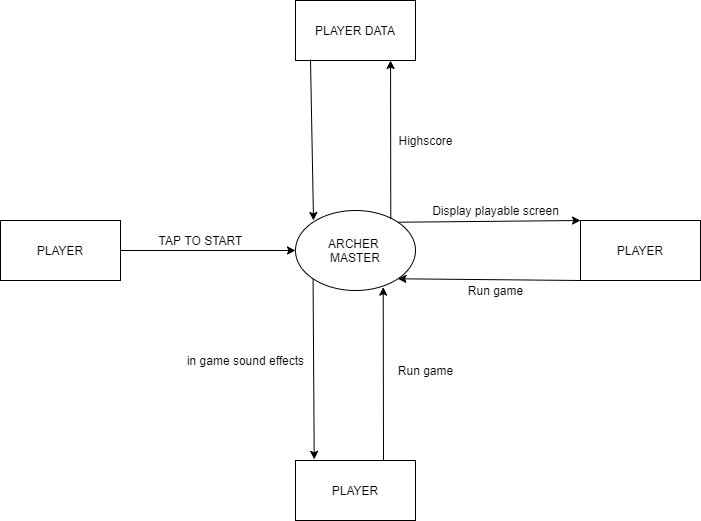 PLAYER DATA
Highscore
Display playable screen
PLAYER
TAP TO START
ARCHER
MASTER
PLAYER
Run game
in game sound effects
Run game
PLAYER